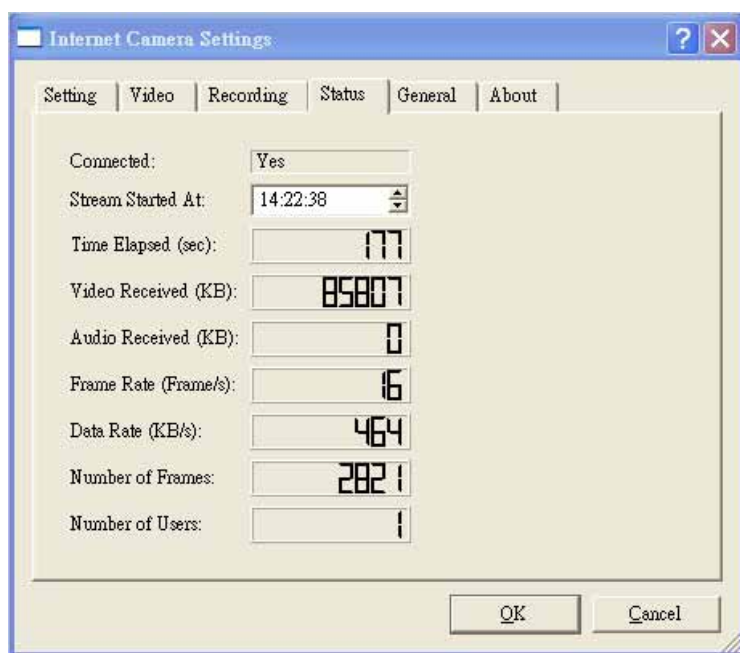 Internet Camera Settings
Setting Video Recording Status General About
Connected: Yes
Stream Started At: 14:22:38
Time Elapsed (sec): 177
Video Received (KB): 85807
Audio Received (KB): 0
Frame Rate (Frame/s): 16
Data Rate (KB/s): 464
Number of Frames: 2821
Number of Users: 1
OK Cancel